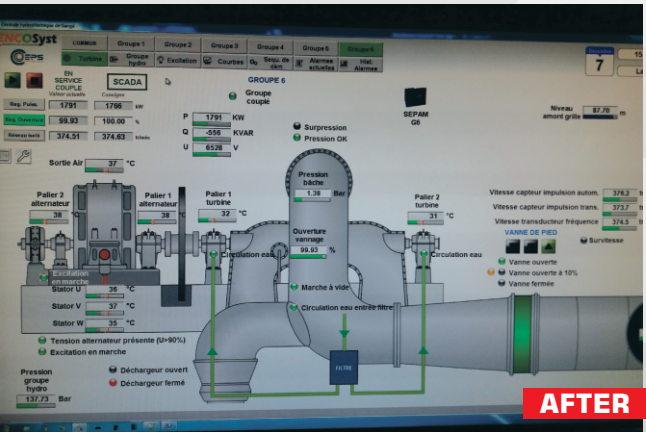 ENCOSyst
CEPS
COMMUN
Groupe 1
Groupe 2
Groupe 3
Groupe 4
Groupe 5
Groupe 6
Turbine
Groupe hydro
Excitation
Courbes
Sequ. de dém
Alarmes actuelles
Hist. Alarmes
7
15
La
EN SERVICE COUPLE
SCADA
GROUPE 6
Groupe couplé
Valeur actuelle
Consigne
Reg. Puiss.
1791
1766
kW
Reg. Ouverture
99.93
100.00
%
Réseau isolé
374.51
374.63
P 1791 KW
Q -556 KVAR
U 6528 V
SEPAM G6
Niveau amont grille
87.79
m
Surpression
Pression OK
Sortie Air 37 °C
Pression bâche
1.38 Bar
Palier 2 alternateur
38 °C
Palier 1 alternateur
38 °C
Palier 1 turbine
32 °C
Palier 2 turbine
31 °C
Vitesse capteur impulsion autom. 376.2
Vitesse capteur impulsion trans. 373.7
Vitesse transducteur fréquence 374.5
VANNE DE PIED
Survitesse
Vanne ouverte
Vanne ouverte à 10%
Vanne fermée
Ouverture vannage
99.93 %
Circulation eau
Circulation eau
Excitation en marche
Stator U 36 °C
Stator V 37 °C
Stator W 35 °C
Marche à vide
Circulation eau entrée filtre
Tension alternateur présente (U>90%)
Excitation en marche
FILTRE
Déchargeur ouvert
Déchargeur fermé
Pression groupe hydro
137.73 Bar
AFTER